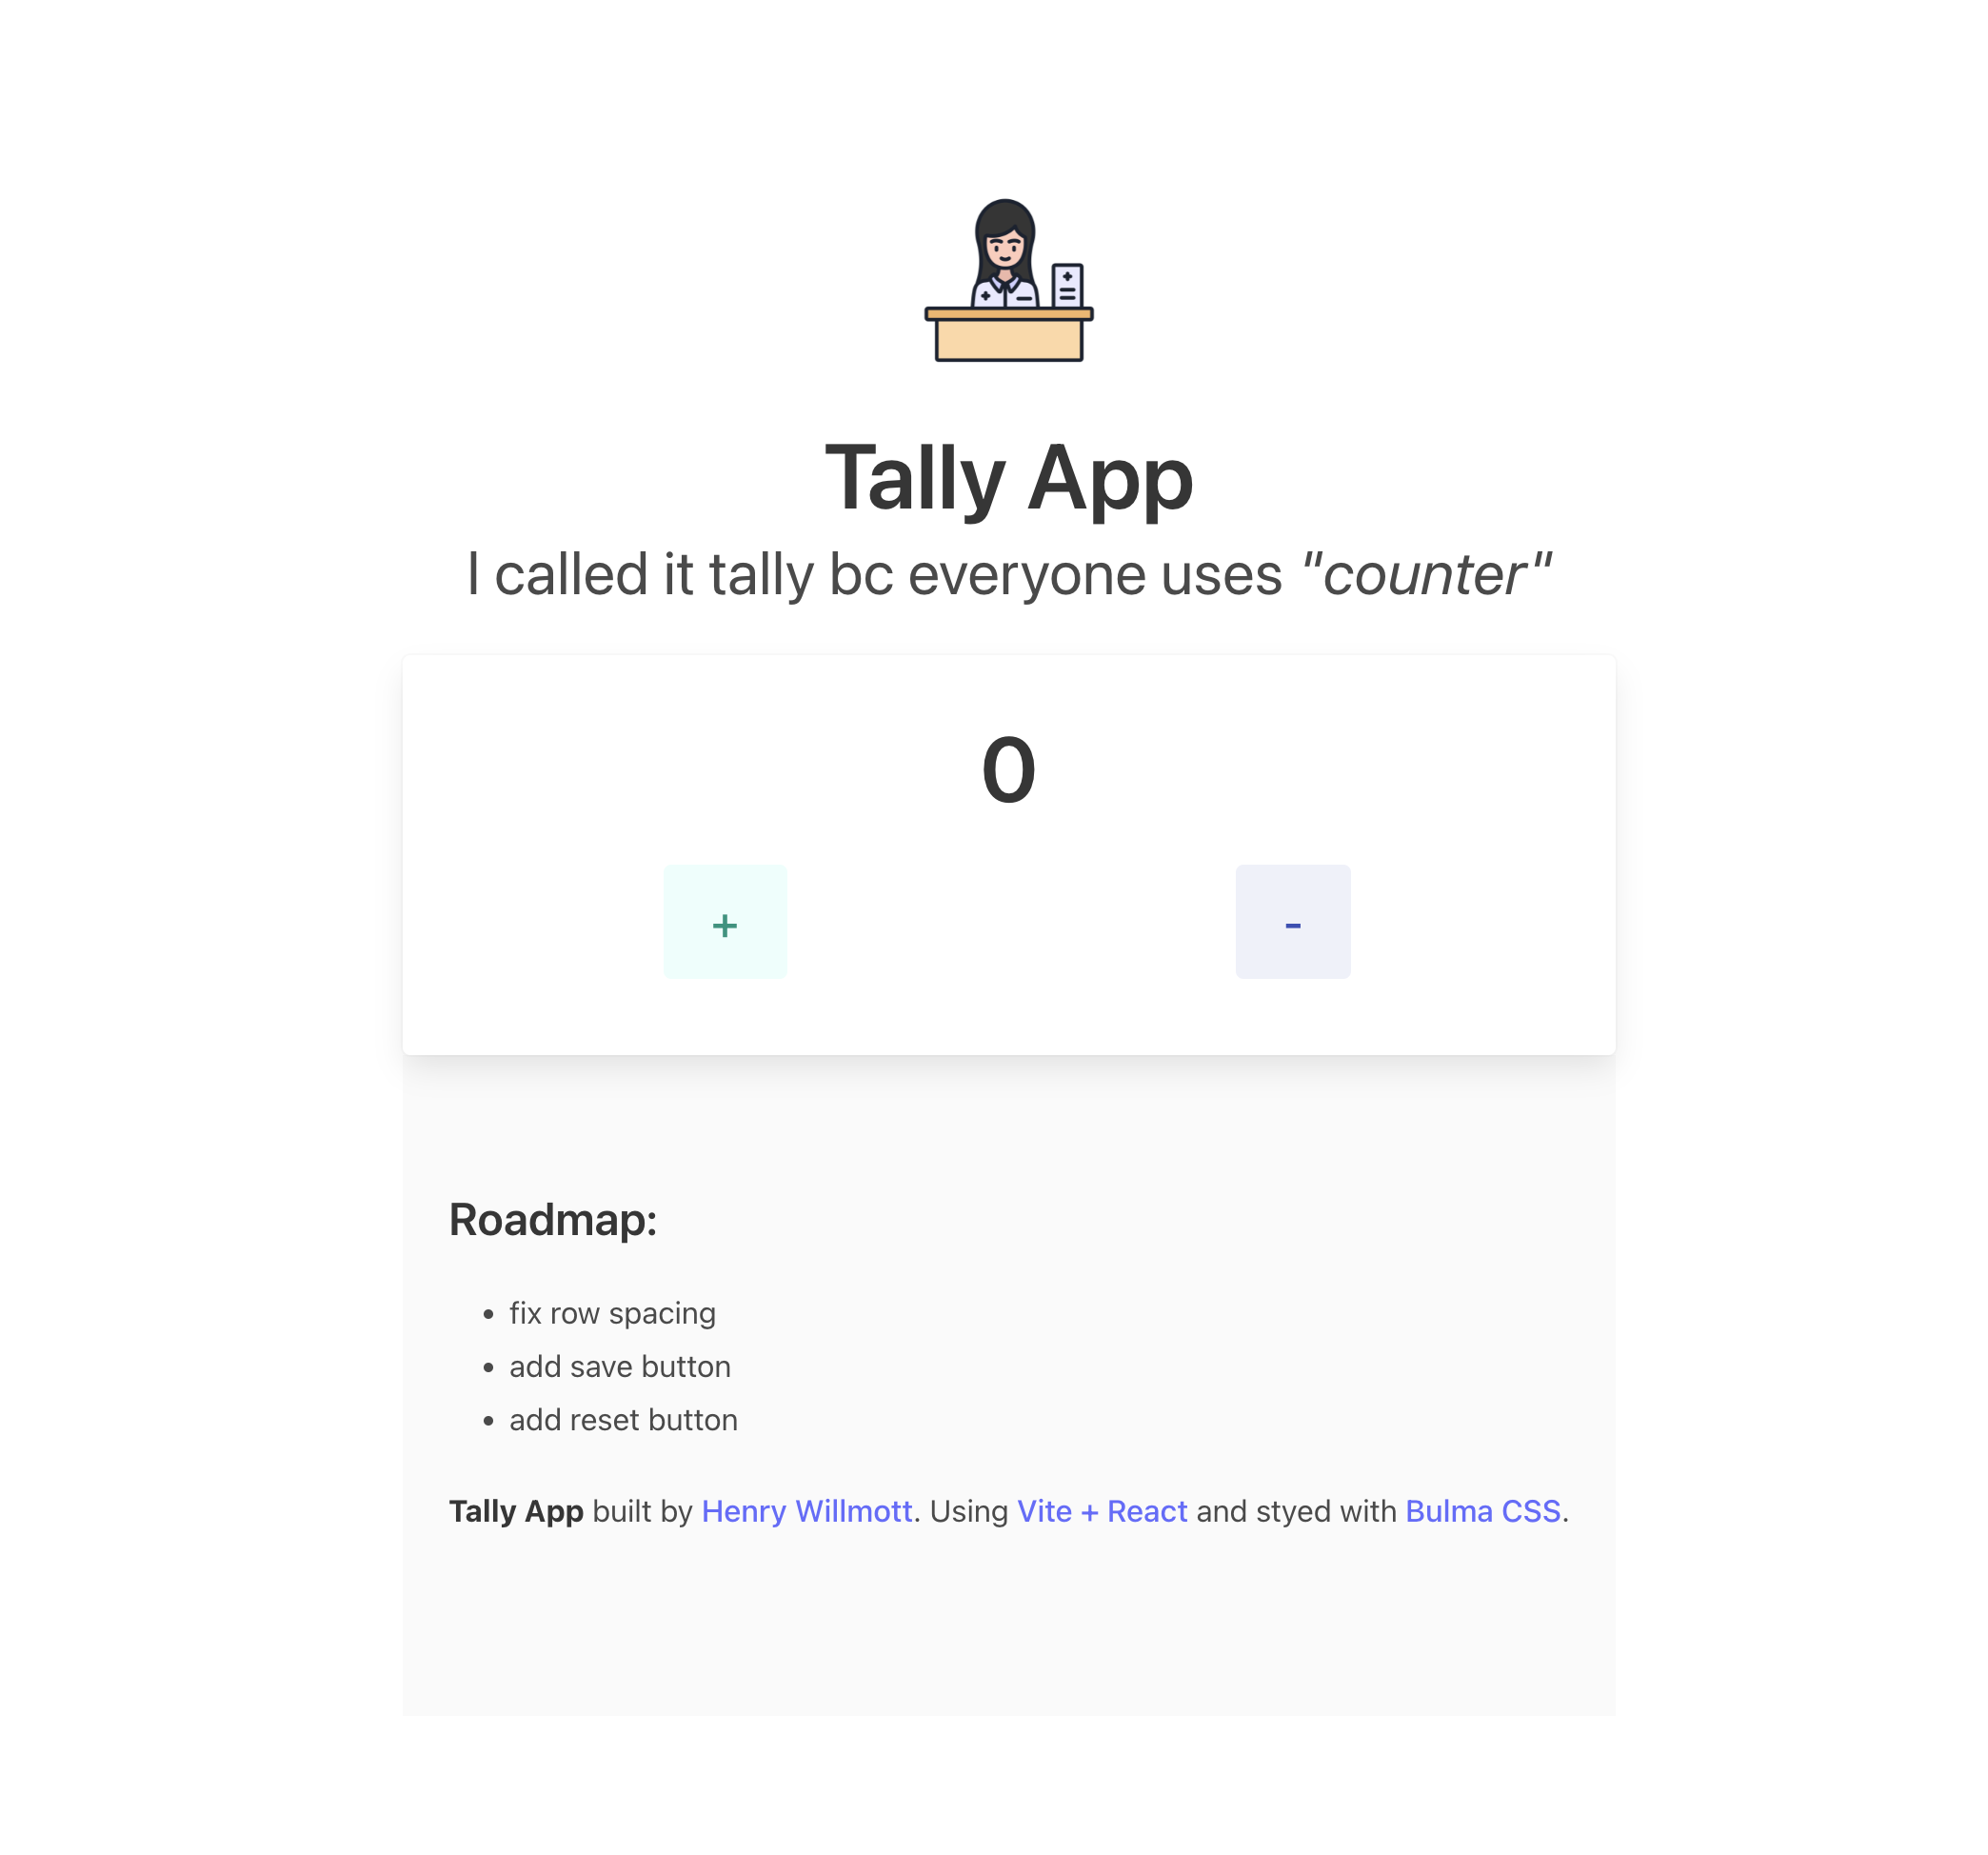 Tally App
I called it tally bc everyone uses "counter"
0
+
-
Roadmap:
• fix row spacing
• add save button
• add reset button
Tally App built by Henry Willmott. Using Vite + React and styed with Bulma CSS.